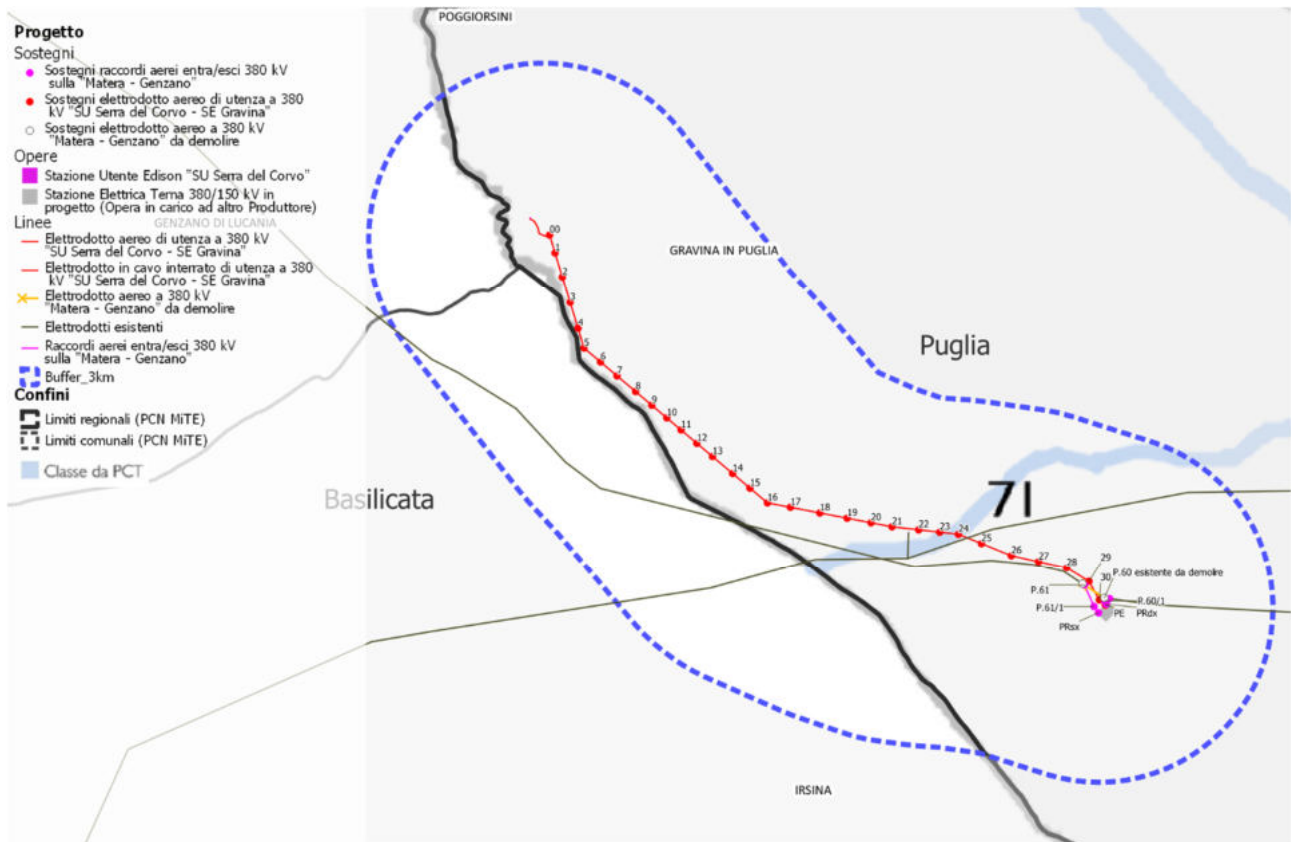 POGGIORSINI
Progetto
Sostegni
Sostegni raccordi aerei entra/esci 380 kV
sulla "Matera - Genzano"
Sostegni elettrodotto aereo di utenza a 380
kV "SU Serra del Corvo - SE Gravina"
Sostegni elettrodotto aereo a 380 kV
"Matera - Genzano" da demolire
Opere
Stazione Utente Edison "SU Serra del Corvo"
Stazione Elettrica Terna 380/150 kV in
progetto (Opera in carico ad altro Produttore)
Linee
GENZANO DI LUCANIA
Elettrodotto aereo di utenza a 380 kV
"SU Serra del Corvo - SE Gravina"
Elettrodotto in cavo interrato di utenza a 380
kV "SU Serra del Corvo - SE Gravina"
Elettrodotto aereo a 380 kV
"Matera - Genzano" da demolire
Elettrodotti esistenti
Raccordi aerei entra/esci 380 kV
sulla "Matera - Genzano"
Buffer_3km
Confini
Limiti regionali (PCN MiTE)
Limiti comunali (PCN MiTE)
Classe da PCT
GRAVINA IN PUGLIA
Puglia
Basilicata
71
IRSINA
00
1
2
3
4
5
6
7
8
9
10
11
12
13
14
15
16
17
18
19
20
21
22
23
24
25
26
27
28
29
30
P.60 esistente da demolire
P.61
P.60/1
P.61/1
PE
PRdx
PRsx